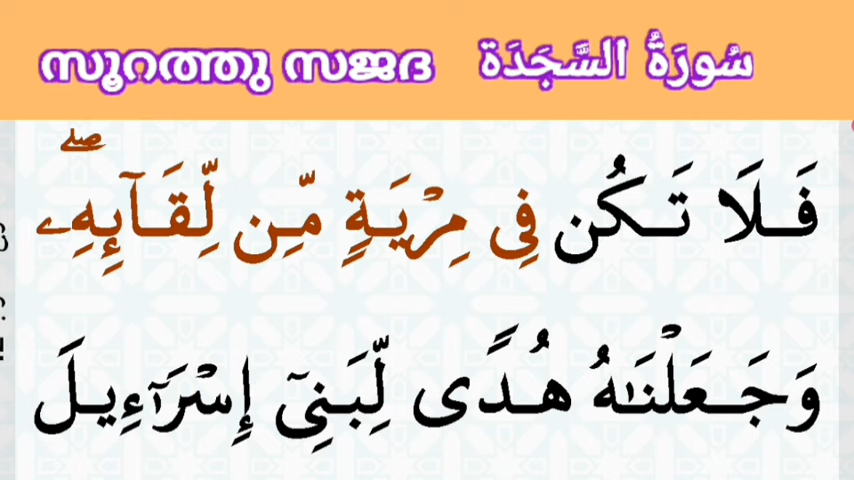 സൂറത്തു സജദ سُورَةُ السَّجَدَة
فَلَا تَكُن فِى مِرْيَةٍ مِّن لِّقَآئِهِۦ ۖ
وَجَعَلْنَـٰهُ هُدًى لِّبَنِىٓ إِسْرَٰٓءِيلَ